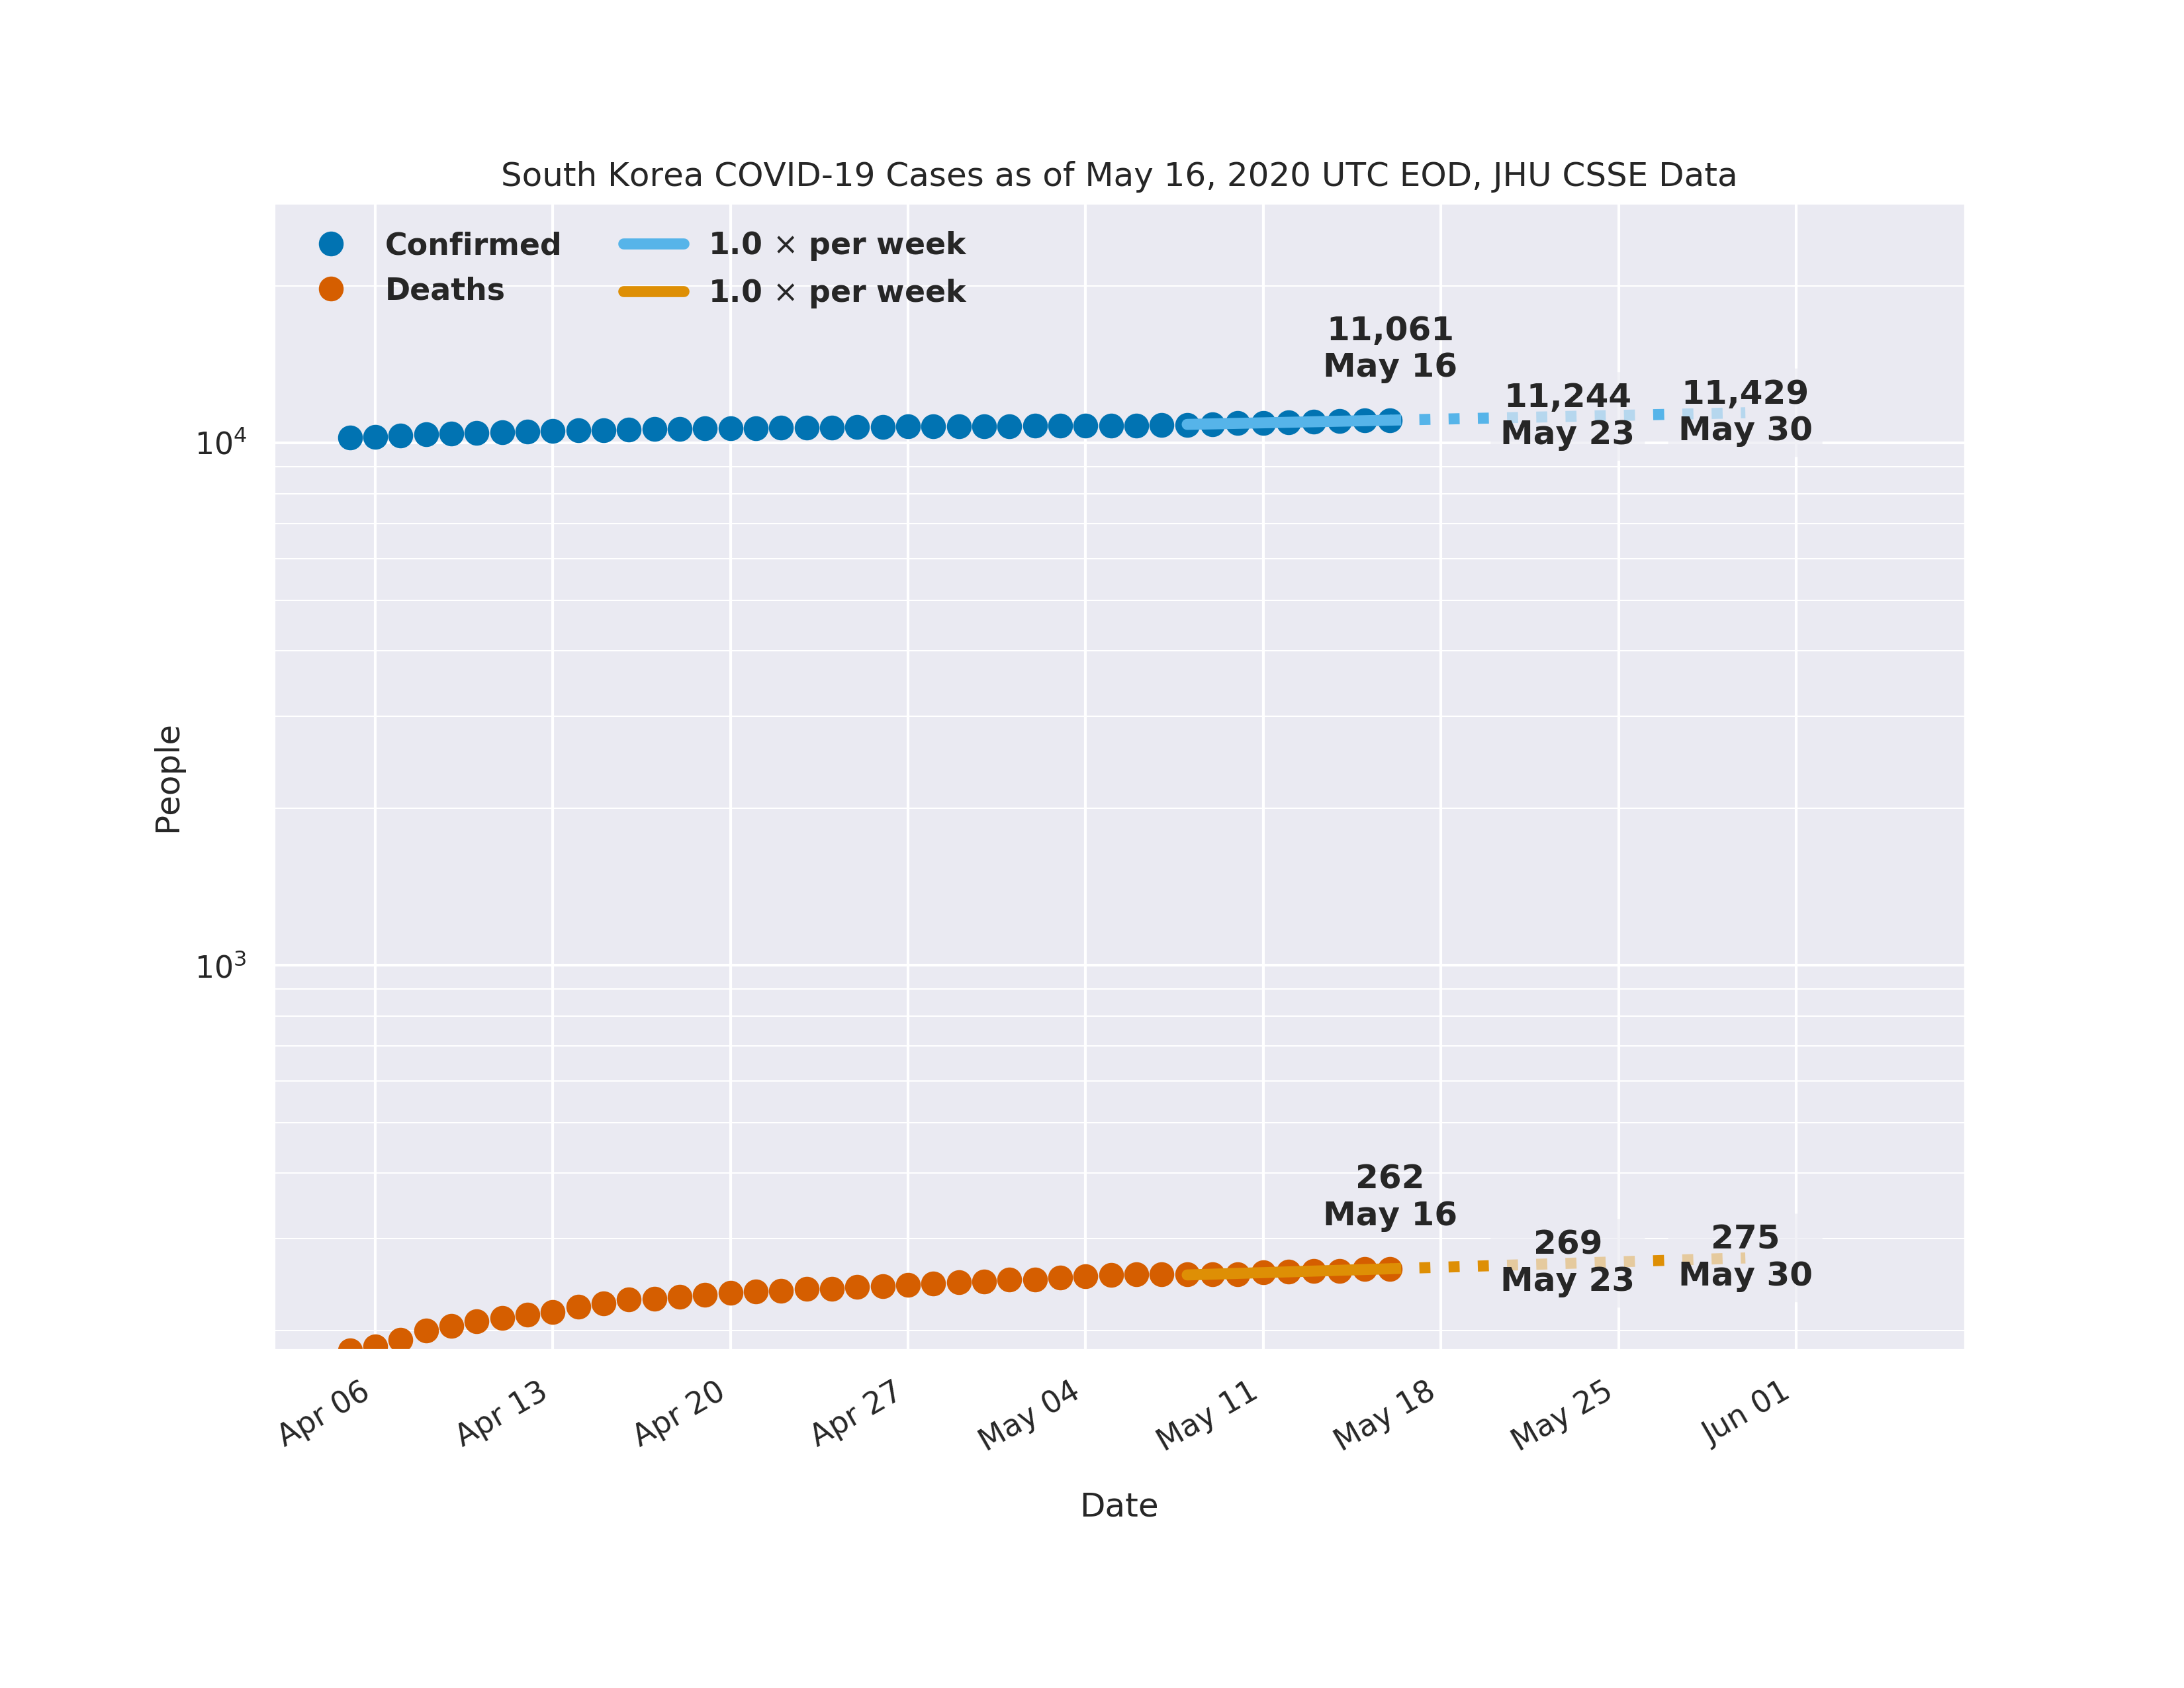 South Korea COVID-19 Cases as of May 16, 2020 UTC EOD, JHU CSSE Data
Confirmed
Deaths
1.0 × per week
1.0 × per week
11,061
May 16
11,244
May 23
11,429
May 30
10⁴
10³
People
262
May 16
269
May 23
275
May 30
Apr 06
Apr 13
Apr 20
Apr 27
May 04
May 11
May 18
May 25
Jun 01
Date